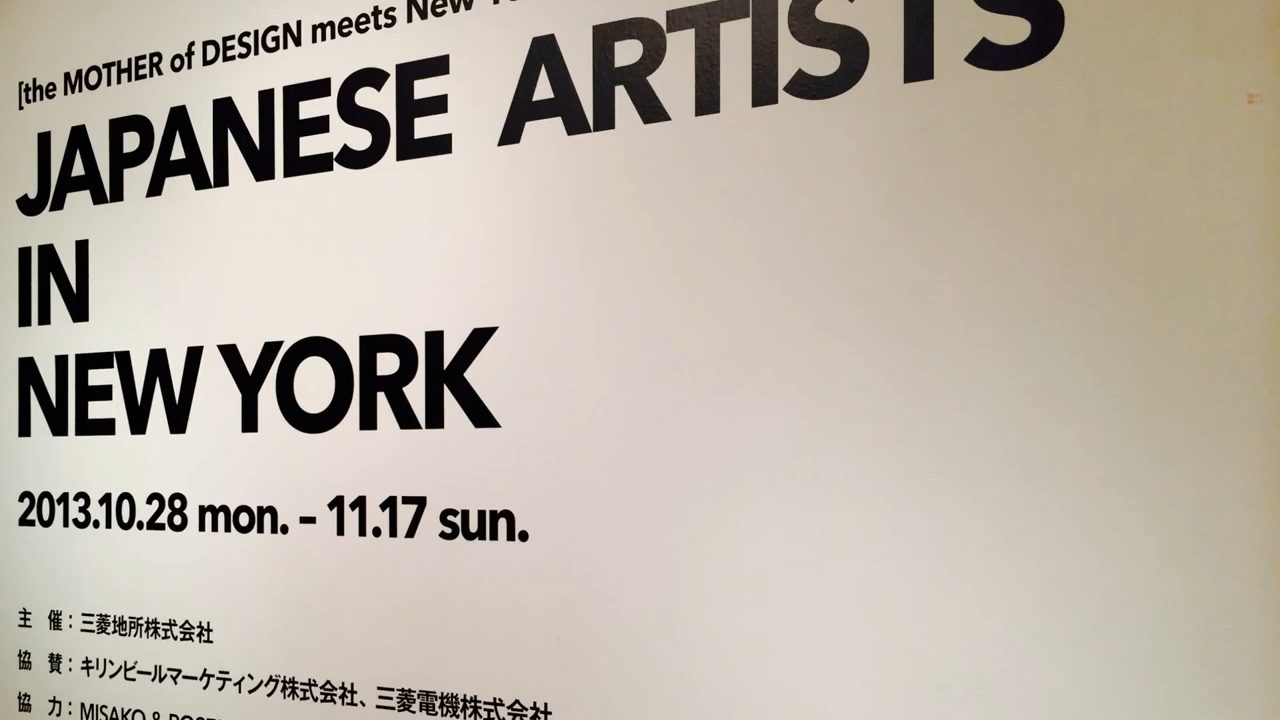 [the MOTHER of DESIGN meets New
JAPANESE ARTISTS
IN
NEW YORK
2013.10.28 mon. – 11.17 sun.
主 催：三菱地所株式会社
協 賛：キリンビールマーケティング株式会社、三菱電機株式会社
協 力：MISAKO &